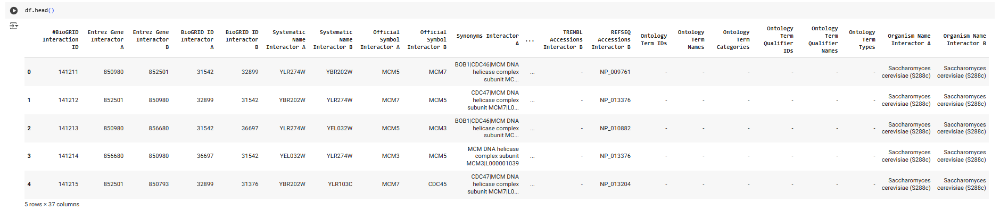 df.head()
#BioGRID Interaction ID Entrez Gene Interactor A Entrez Gene Interactor B BioGRID ID Interactor A BioGRID ID Interactor B Systematic Name Interactor A Systematic Name Interactor B Official Symbol Interactor A Official Symbol Interactor B Synonyms Interactor A ... TREMBL Accessions Interactor B REFSEQ Accessions Interactor B Ontology Term IDs Ontology Term Names Ontology Term Categories Ontology Term Qualifier IDs Ontology Term Qualifier Names Ontology Term Types Organism Name Interactor A Organism Name Interactor B
0 141211 850980 852501 31542 32899 YLR274W YBR202W MCM5 MCM7 BOB1|CDC46|MCM DNA helicase complex subunit MC... ... - NP_009761 - - - - - - Saccharomyces cerevisiae (S288c) Saccharomyces cerevisiae (S288c)
1 141212 852501 850980 32899 31542 YBR202W YLR274W MCM7 MCM5 CDC47|MCM DNA helicase complex subunit MCM7|L0... ... - NP_013376 - - - - - - Saccharomyces cerevisiae (S288c) Saccharomyces cerevisiae (S288c)
2 141213 850980 856680 31542 36697 YLR274W YEL032W MCM5 MCM3 BOB1|CDC46|MCM DNA helicase complex subunit MC... ... - NP_010882 - - - - - - Saccharomyces cerevisiae (S288c) Saccharomyces cerevisiae (S288c)
3 141214 856680 850980 36697 31542 YEL032W YLR274W MCM3 MCM5 MCM DNA helicase complex subunit MCM3|L000001039 ... - NP_013376 - - - - - - Saccharomyces cerevisiae (S288c) Saccharomyces cerevisiae (S288c)
4 141215 852501 850793 32899 31376 YBR202W YLR103C MCM7 CDC45 CDC47|MCM DNA helicase complex subunit MCM7|L0... ... - NP_013204 - - - - - - Saccharomyces cerevisiae (S288c) Saccharomyces cerevisiae (S288c)
5 rows × 37 columns